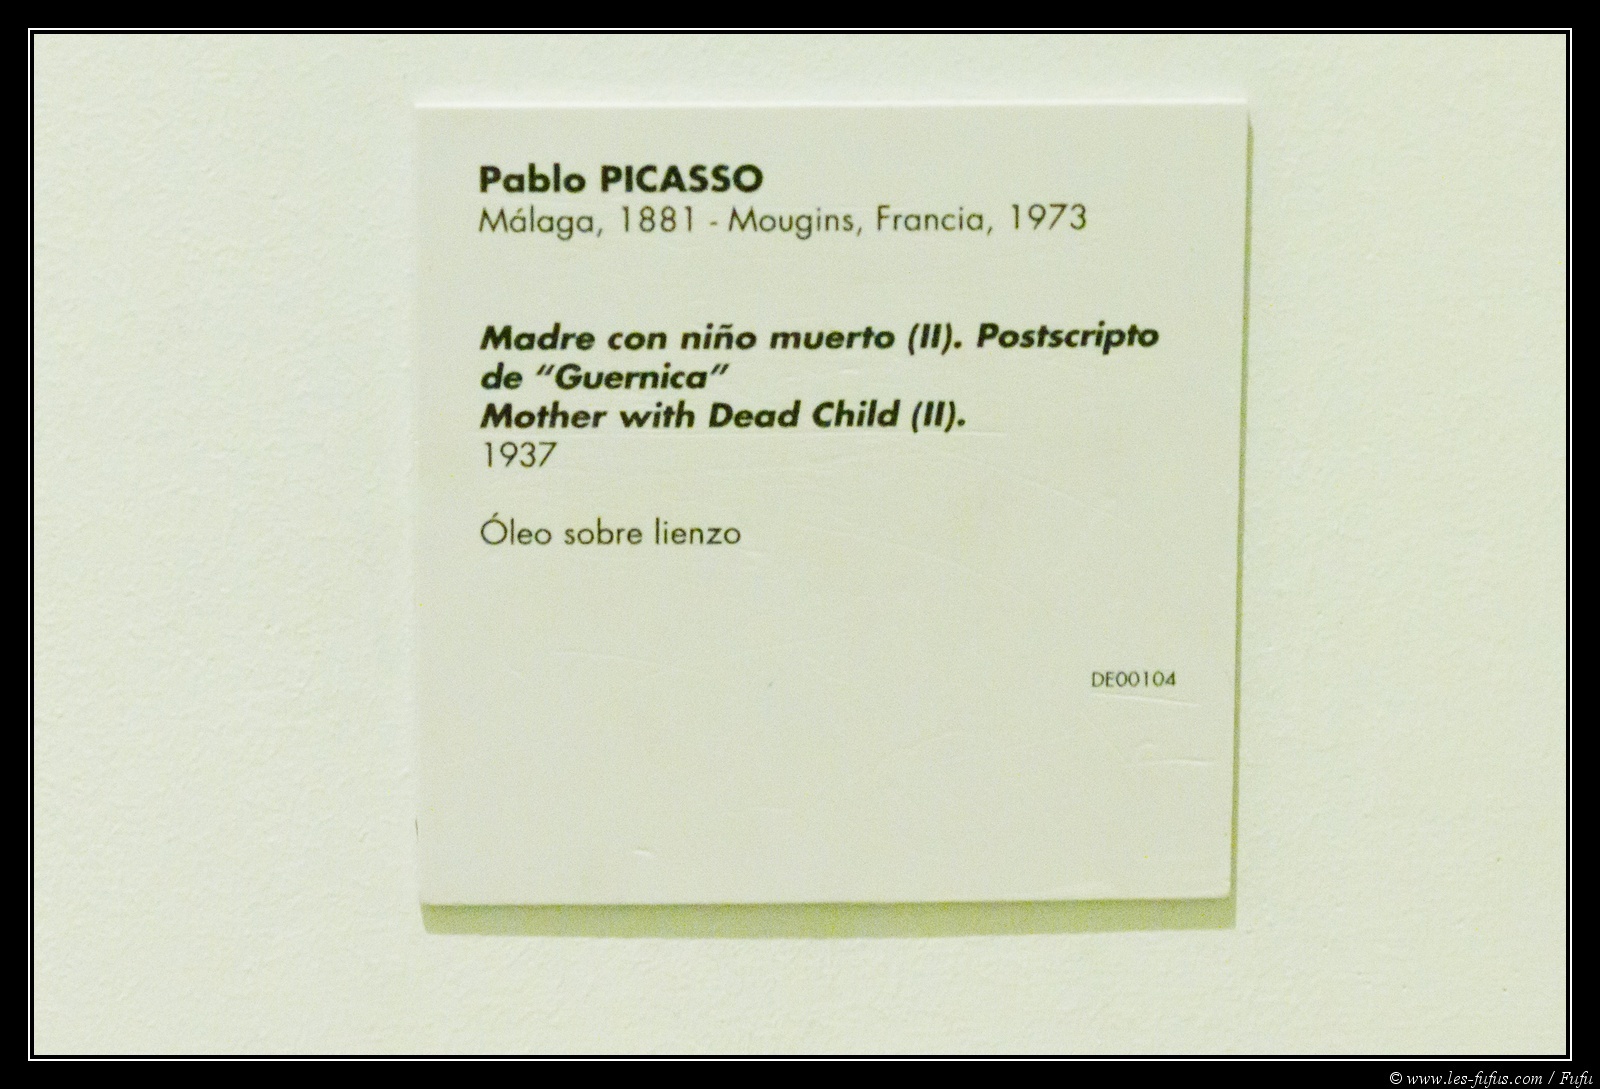 Pablo PICASSO
Málaga, 1881 - Mougins, Francia, 1973
Madre con niño muerto (II). Postscripto
de “Guernica”
Mother with Dead Child (II).
1937
Óleo sobre lienzo
DE00104
© www.les-fufus.com / Fufu